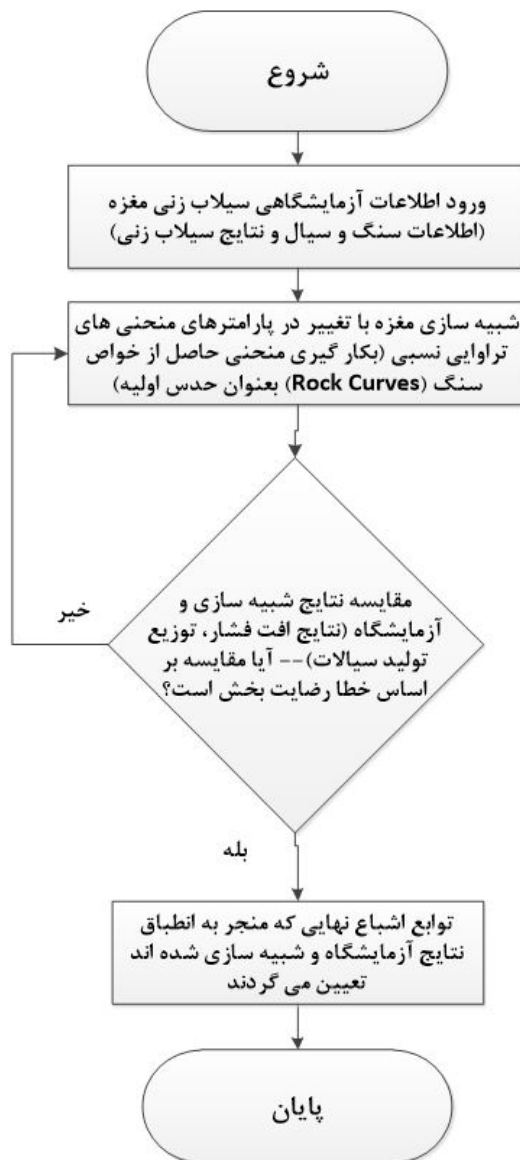 شروع
ورود اطلاعات آزمایشگاهی سیلاب زنی مغزه
(اطلاعات سنگ و سیال و نتایج سیلاب زنی)
شبیه سازی مغزه با تغییر در پارامترهای منحنی های
تراوایی نسبی (بکار گیری منحنی حاصل از خواص
سنگ (Rock Curves) بعنوان حدس اولیه)
مقایسه نتایج شبیه سازی و
آزمایشگاه (نتایج افت فشار، توزیع
تولید سیالات)-- آیا مقایسه بر
اساس خطا رضایت بخش است؟
خیر
بله
توابع اشباع نهایی که منجر به انطباق
نتایج آزمایشگاه و شبیه سازی شده اند
تعیین می گردند
پایان